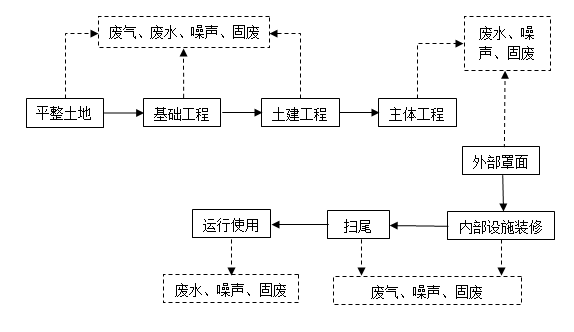 废气、废水、噪声、固废
废水、噪
声、固废
平整土地
基础工程
土建工程
主体工程
外部罩面
运行使用
扫尾
内部设施装修
废水、噪声、固废
废气、噪声、固废